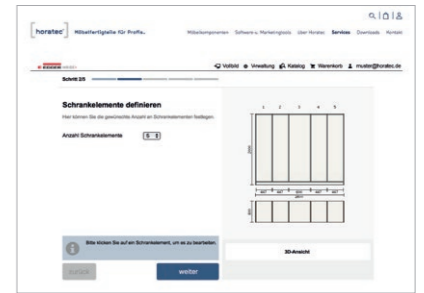 horatec
Möbelfertigteile für Profis.
Möbelkomponenten Software u. Marketingtools Über Horatec Services Downloads Kontakt
Vollbild Verwaltung Katalog Warenkorb muster@horatec.de
Schritt 2/5
Schrankelemente definieren
Hier können Sie die gewünschte Anzahl an Schrankelementen festlegen.
Anzahl Schrankelemente 5
1 2 3 4 5
Bitte klicken Sie auf ein Schrankelement, um es zu bearbeiten.
3D-Ansicht
zurück weiter